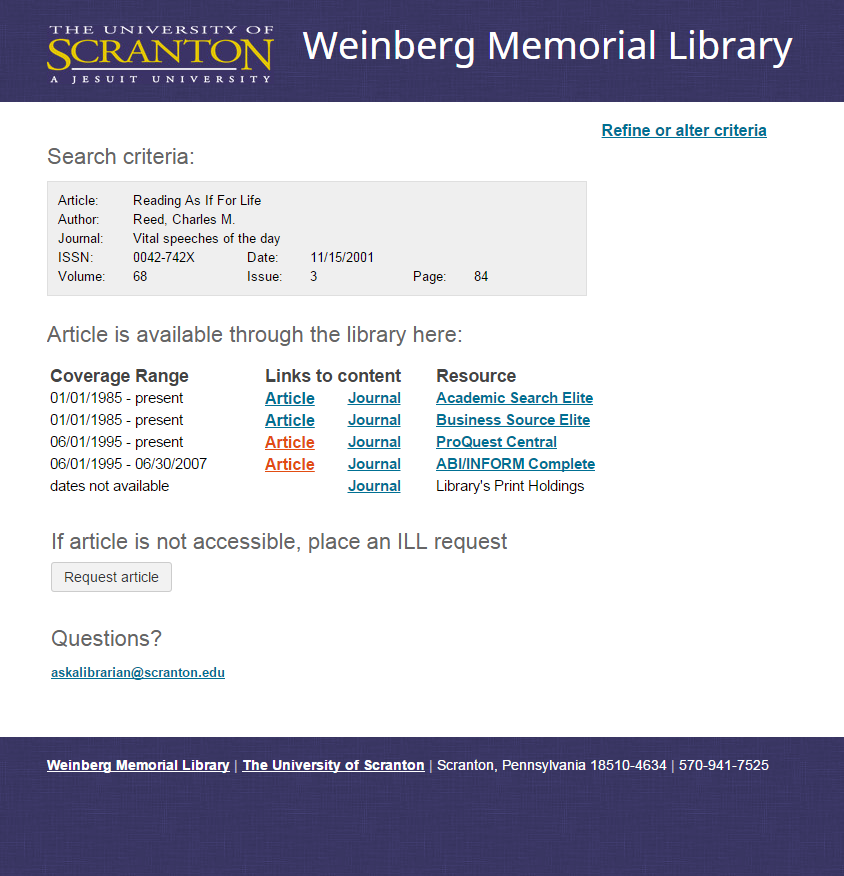 THE UNIVERSITY OF
SCRANTON
A JESUIT UNIVERSITY
Weinberg Memorial Library
Refine or alter criteria
Search criteria:
Article: Reading As If For Life
Author: Reed, Charles M.
Journal: Vital speeches of the day
ISSN: 0042-742X Date: 11/15/2001
Volume: 68 Issue: 3 Page: 84
Article is available through the library here:
Coverage Range Links to content Resource
01/01/1985 - present Article Journal Academic Search Elite
01/01/1985 - present Article Journal Business Source Elite
06/01/1995 - present Article Journal ProQuest Central
06/01/1995 - 06/30/2007 Article Journal ABI/INFORM Complete
dates not available Journal Library's Print Holdings
If article is not accessible, place an ILL request
Request article
Questions?
askalibrarian@scranton.edu
Weinberg Memorial Library | The University of Scranton | Scranton, Pennsylvania 18510-4634 | 570-941-7525